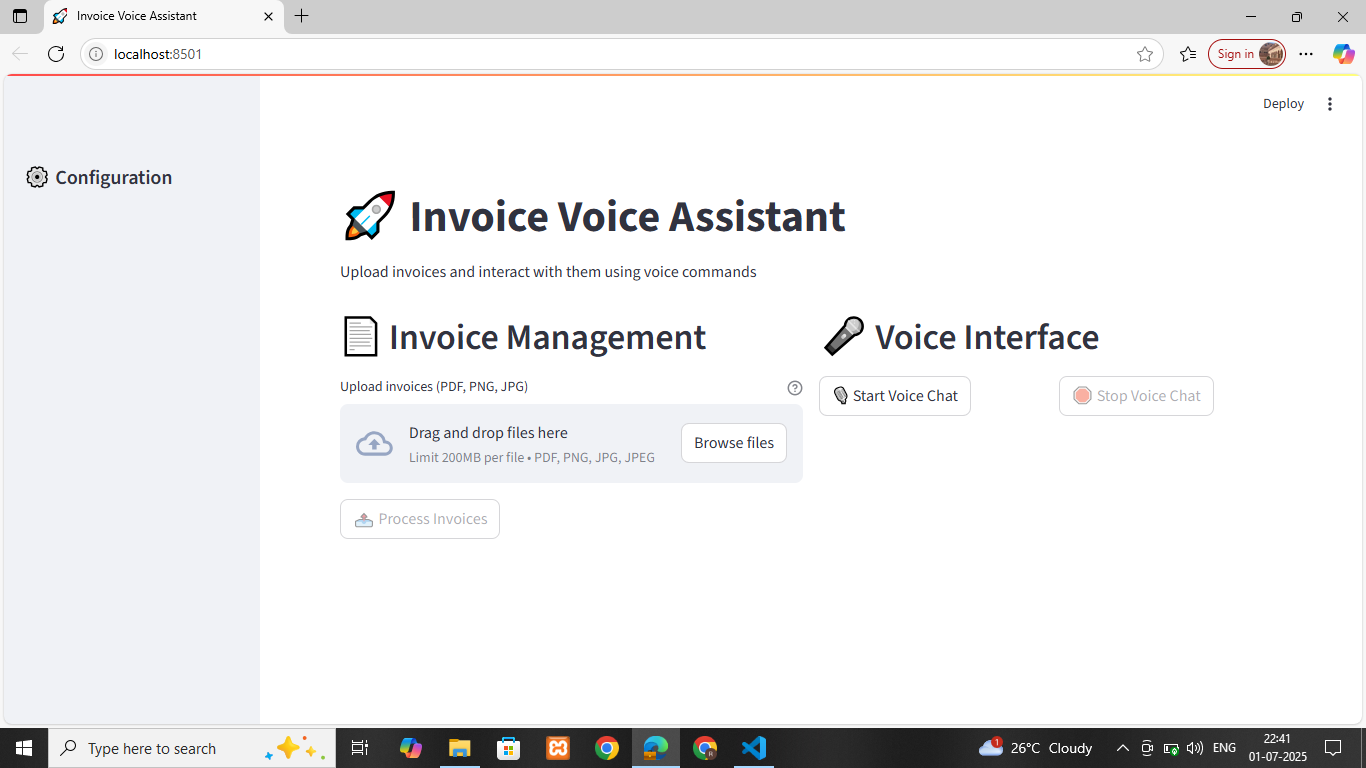 Invoice Voice Assistant
localhost:8501
Sign in
Deploy
Configuration
Invoice Voice Assistant
Upload invoices and interact with them using voice commands
Invoice Management
Voice Interface
Upload invoices (PDF, PNG, JPG)
Start Voice Chat
Stop Voice Chat
Drag and drop files here
Limit 200MB per file • PDF, PNG, JPG, JPEG
Browse files
Process Invoices
Type here to search
1
26°C Cloudy
ENG
22:41
01-07-2025